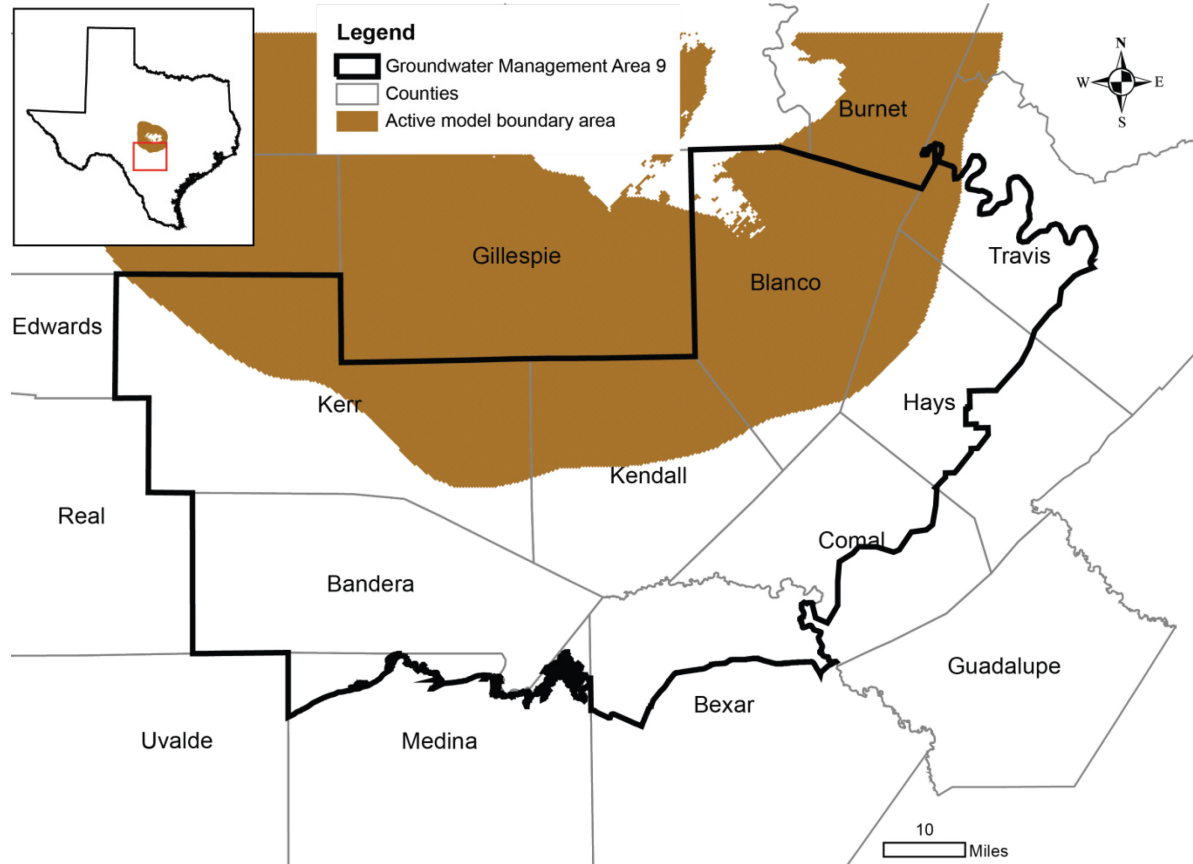 Legend
Groundwater Management Area 9
Counties
Active model boundary area
N
W E
S
Burnet
Travis
Gillespie
Blanco
Edwards
Kerr
Hays
Kendall
Real
Comal
Bandera
Guadalupe
Bexar
Uvalde
Medina
10
Miles